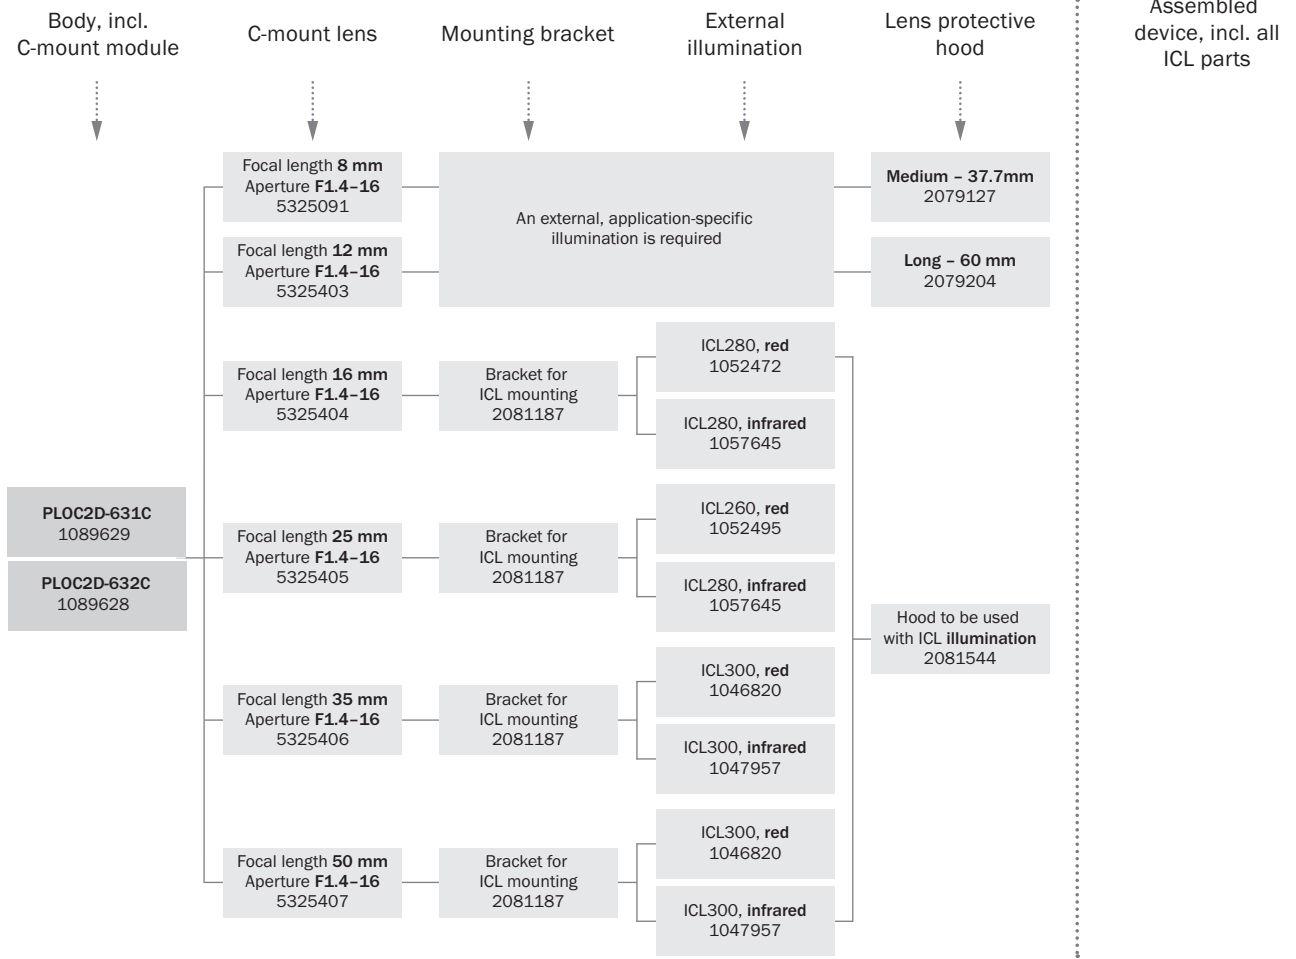 Body, incl.
C-mount module
C-mount lens
Mounting bracket
External
illumination
Lens protective
hood
Assembled
device, incl. all
ICL parts
Focal length 8 mm
Aperture F1.4–16
5325091
An external, application-specific
illumination is required
Medium – 37.7mm
2079127
Focal length 12 mm
Aperture F1.4–16
5325403
Long – 60 mm
2079204
ICL280, red
1052472
Focal length 16 mm
Aperture F1.4–16
5325404
Bracket for
ICL mounting
2081187
ICL280, infrared
1057645
PLOC2D-631C
1089629
PLOC2D-632C
1089628
ICL260, red
1052495
Focal length 25 mm
Aperture F1.4–16
5325405
Bracket for
ICL mounting
2081187
ICL280, infrared
1057645
Hood to be used
with ICL illumination
2081544
ICL300, red
1046820
Focal length 35 mm
Aperture F1.4–16
5325406
Bracket for
ICL mounting
2081187
ICL300, infrared
1047957
ICL300, red
1046820
Focal length 50 mm
Aperture F1.4–16
5325407
Bracket for
ICL mounting
2081187
ICL300, infrared
1047957